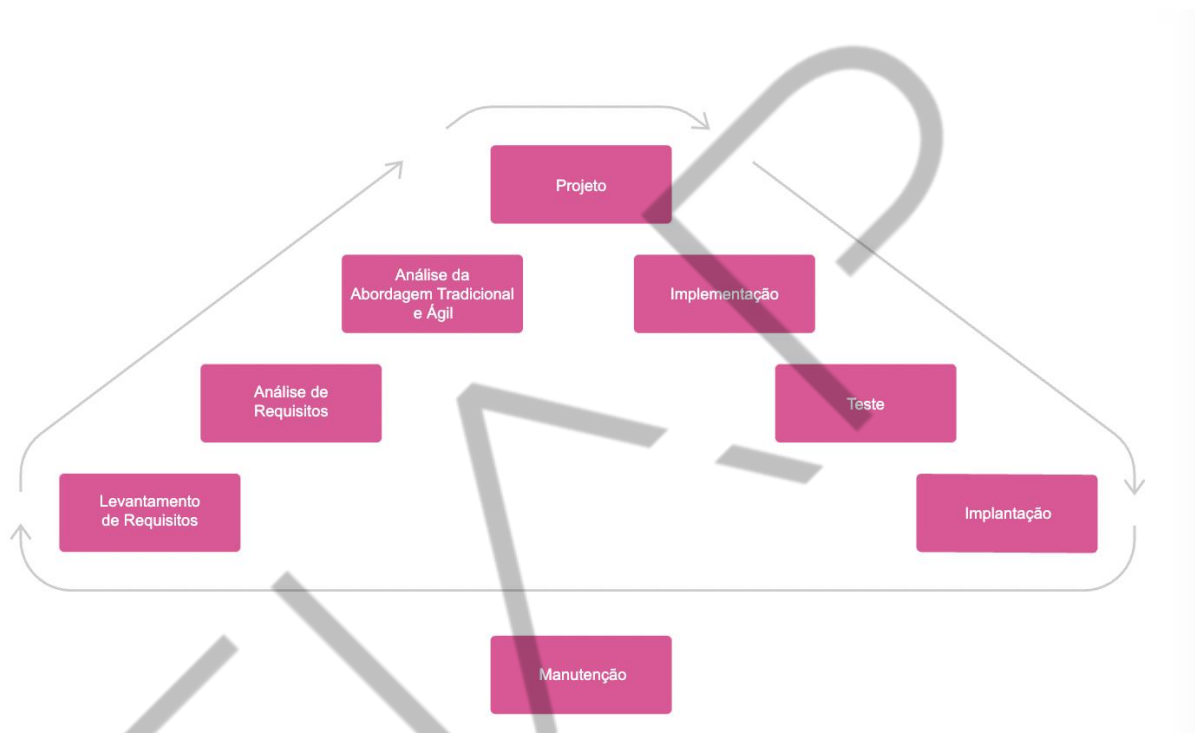 Projeto
Análise da
Abordagem Tradicional
e Ágil
Implementação
Análise de
Requisitos
Teste
Levantamento
de Requisitos
Implantação
Manutenção